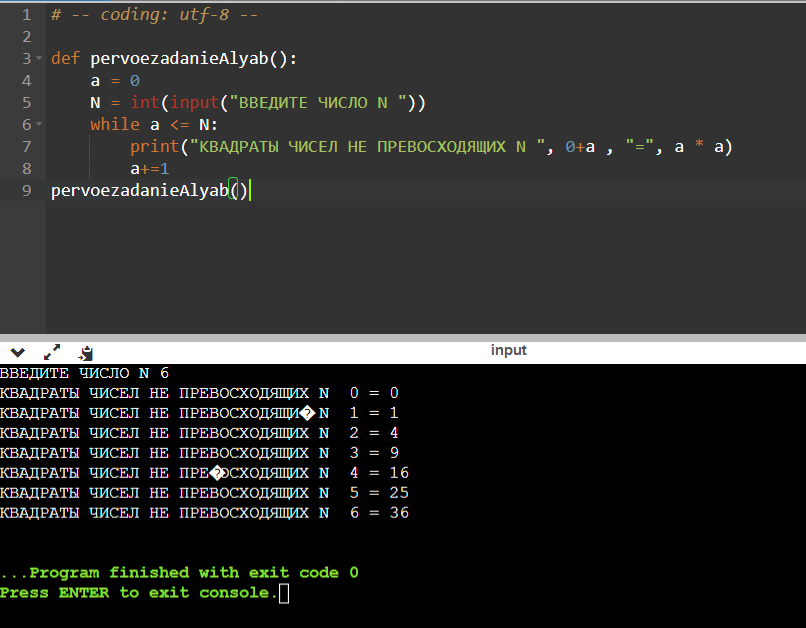 1 # -- coding: utf-8 --
2
3 def pervoezadanieAlyab():
4 a = 0
5 N = int(input("ВВЕДИТЕ ЧИСЛО N "))
6 while a <= N:
7 print("КВАДРАТЫ ЧИСЕЛ НЕ ПРЕВОСХОДЯЩИХ N ", 0+a , "=", a * a)
8 a+=1
9 pervoezadanieAlyab()
input
ВВЕДИТЕ ЧИСЛО N 6
КВАДРАТЫ ЧИСЕЛ НЕ ПРЕВОСХОДЯЩИХ N 0 = 0
КВАДРАТЫ ЧИСЕЛ НЕ ПРЕВОСХОДЯЩИ� N 1 = 1
КВАДРАТЫ ЧИСЕЛ НЕ ПРЕВОСХОДЯЩИХ N 2 = 4
КВАДРАТЫ ЧИСЕЛ НЕ ПРЕВОСХОДЯЩИХ N 3 = 9
КВАДРАТЫ ЧИСЕЛ НЕ ПРЕ�ОСХОДЯЩИХ N 4 = 16
КВАДРАТЫ ЧИСЕЛ НЕ ПРЕВОСХОДЯЩИХ N 5 = 25
КВАДРАТЫ ЧИСЕЛ НЕ ПРЕВОСХОДЯЩИХ N 6 = 36
...Program finished with exit code 0
Press ENTER to exit console.